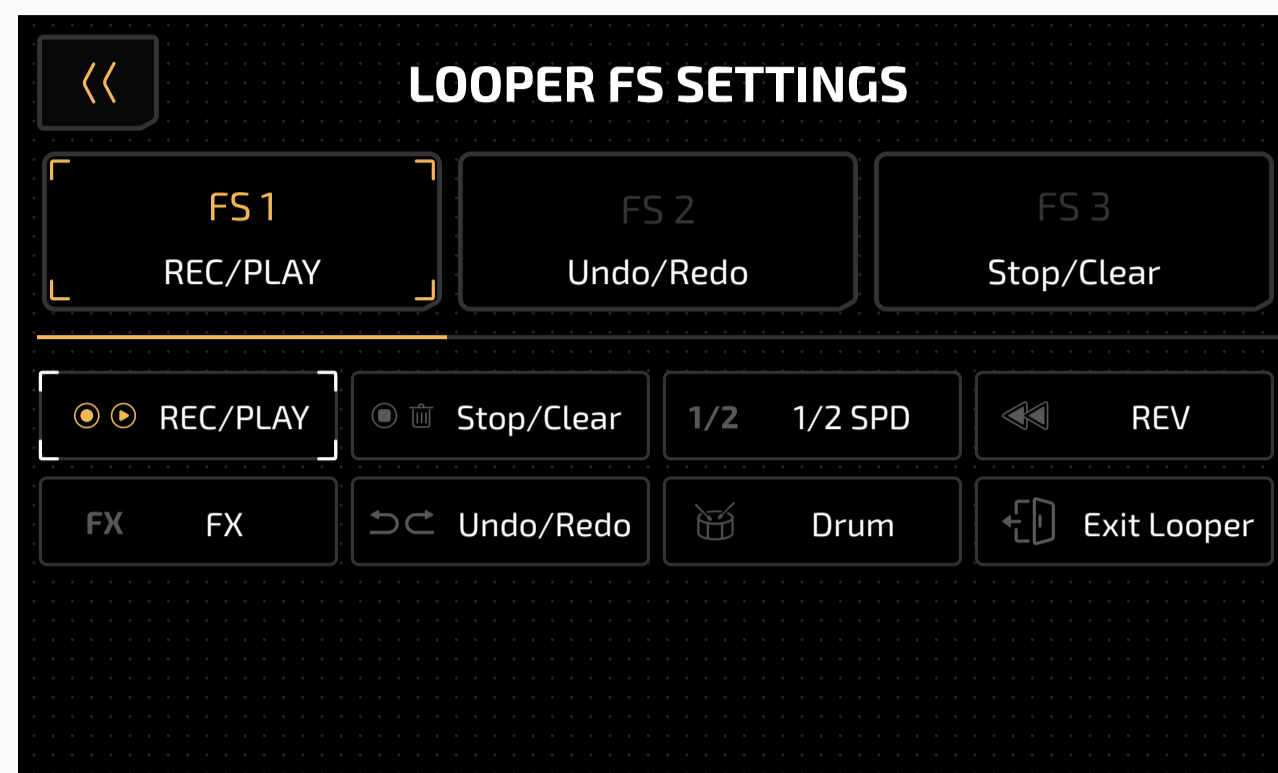 LOOPER FS SETTINGS
FS 1
REC/PLAY
FS 2
Undo/Redo
FS 3
Stop/Clear
REC/PLAY
Stop/Clear
1/2 1/2 SPD
REV
FX FX
Undo/Redo
Drum
Exit Looper